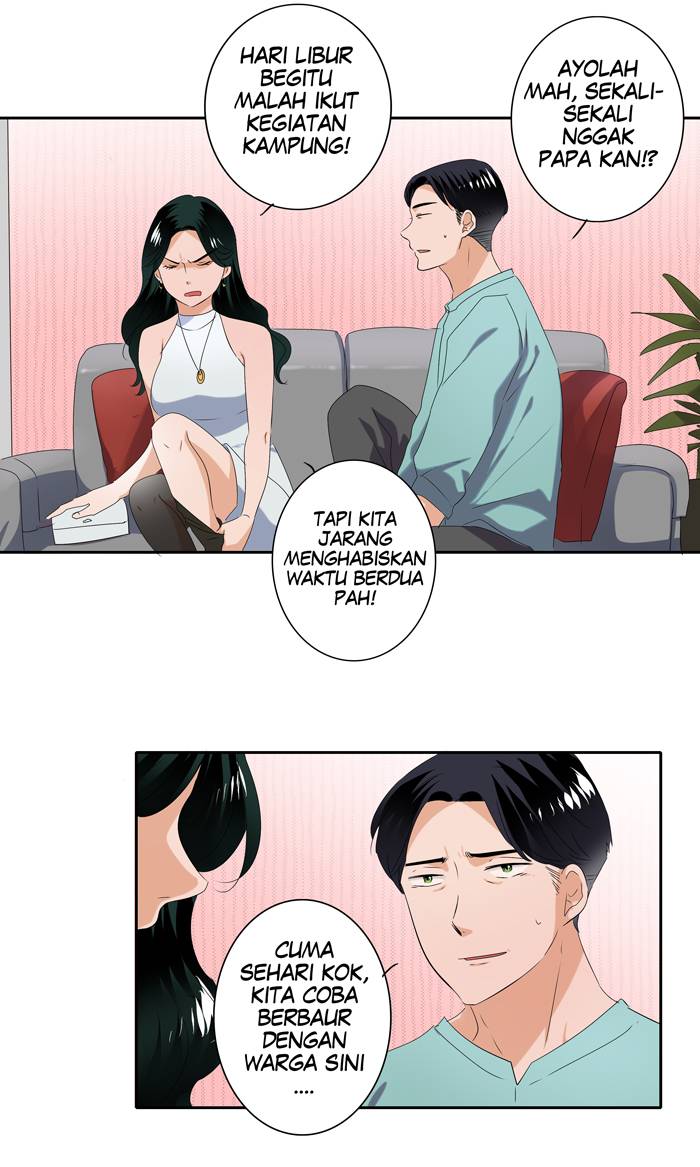 HARI LIBUR
BEGITU
MALAH IKUT
KEGIATAN
KAMPUNG!
AYOLAH
MAH, SEKALI-
SEKALI
NGGAK
PAPA KAN!?
TAPI KITA
JARANG
MENGHABISKAN
WAKTU BERDUA
PAH!
CUMA
SEHARI KOK,
KITA COBA
BERBAUR
DENGAN
WARGA SINI
....